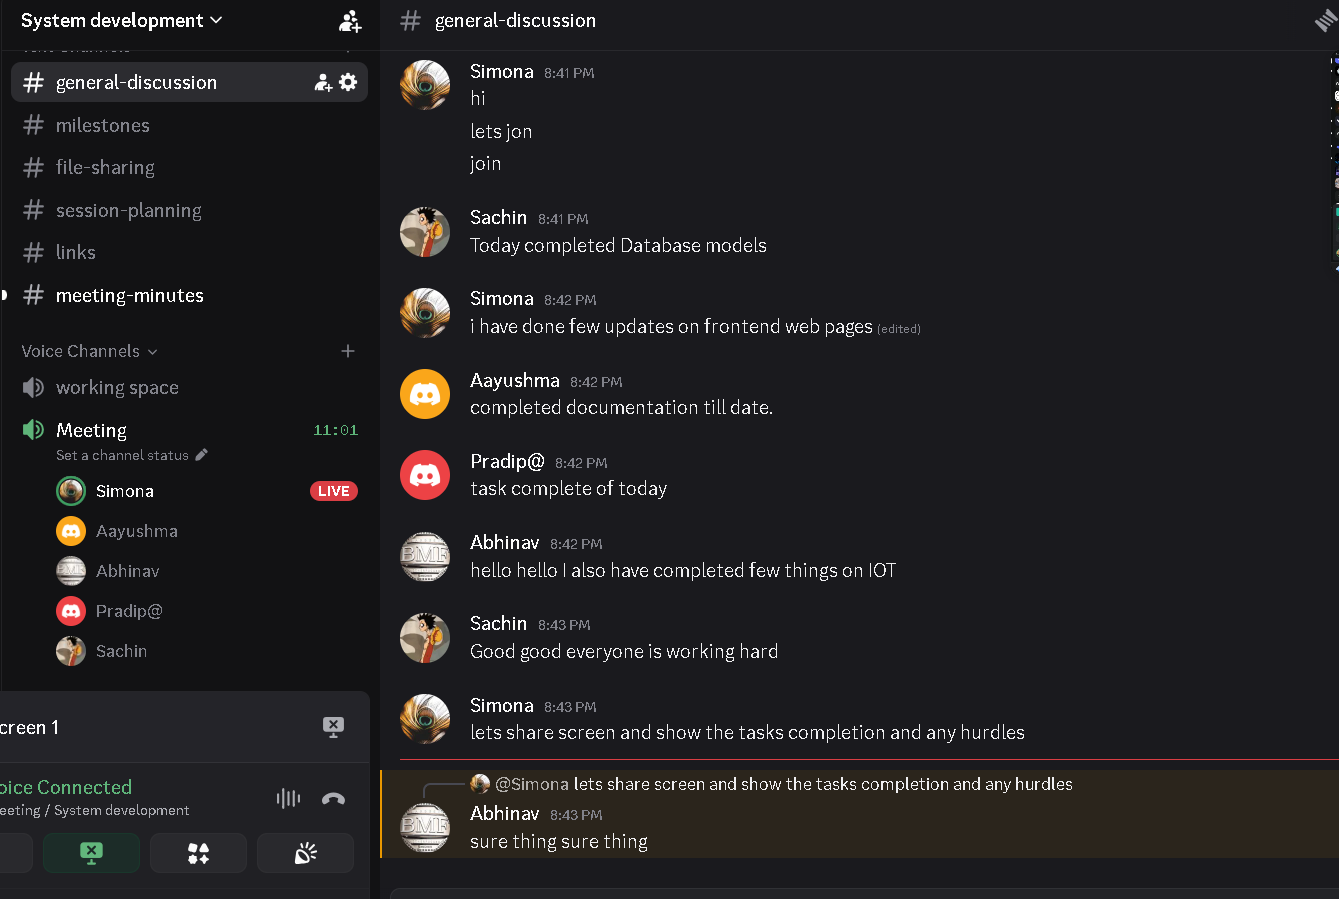 System development
general-discussion
milestones
file-sharing
session-planning
links
meeting-minutes
Voice Channels
working space
Meeting
11:01
Set a channel status
Simona
LIVE
Aayushma
Abhinav
Pradip@
Sachin
creen 1
oice Connected
eeting / System development
general-discussion
Simona 8:41 PM
hi
lets jon
join
Sachin 8:41 PM
Today completed Database models
Simona 8:42 PM
i have done few updates on frontend web pages (edited)
Aayushma 8:42 PM
completed documentation till date.
Pradip@ 8:42 PM
task complete of today
Abhinav 8:42 PM
hello hello I also have completed few things on IOT
Sachin 8:43 PM
Good good everyone is working hard
Simona 8:43 PM
lets share screen and show the tasks completion and any hurdles
@Simona lets share screen and show the tasks completion and any hurdles
Abhinav 8:43 PM
sure thing sure thing